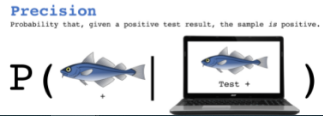 Precision
Probability that, given a positive test result, the sample is positive.
P( + | Test + )